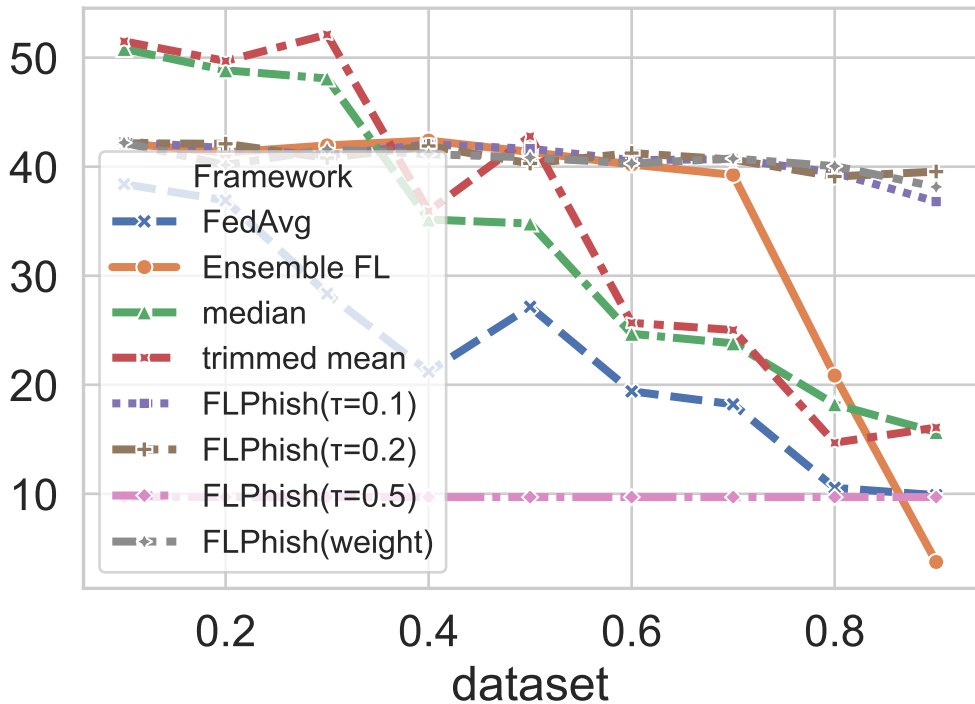 50
40
30
20
10
Framework
FedAvg
Ensemble FL
median
trimmed mean
FLPhish(τ=0.1)
FLPhish(τ=0.2)
FLPhish(τ=0.5)
FLPhish(weight)
0.2 0.4 0.6 0.8
dataset